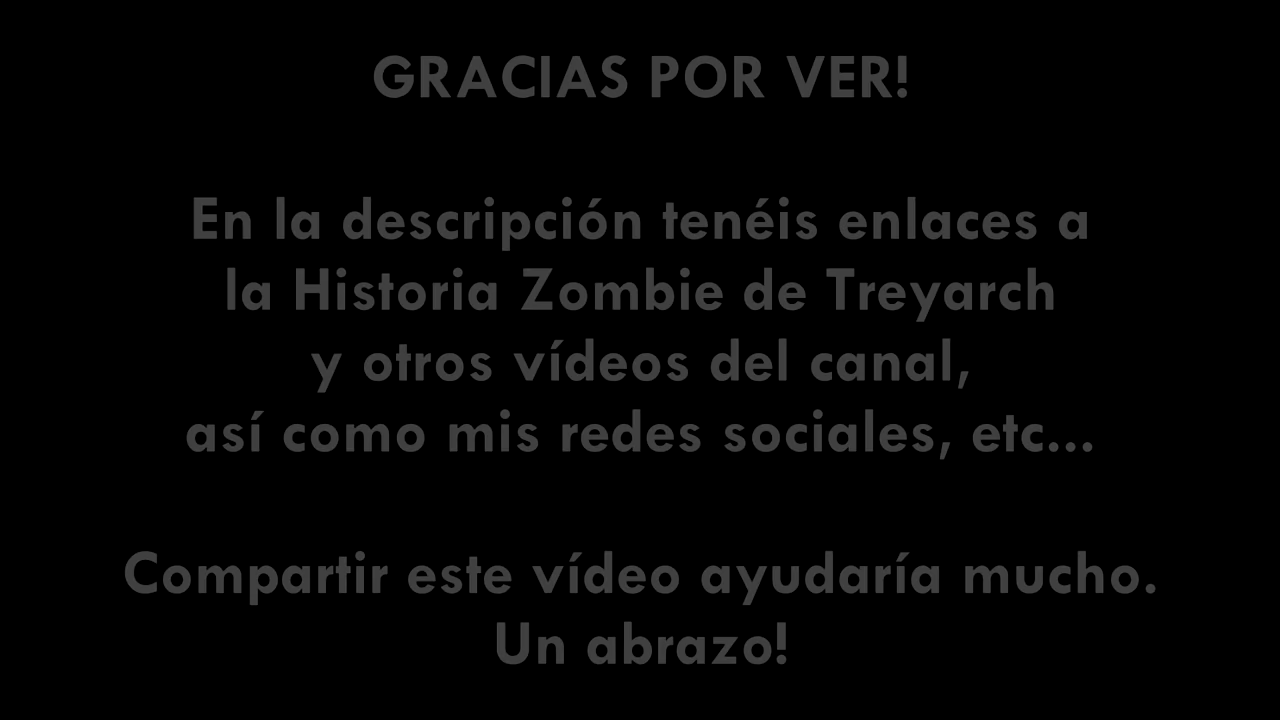 GRACIAS POR VER!
En la descripción tenéis enlaces a
la Historia Zombie de Treyarch
y otros vídeos del canal,
así como mis redes sociales, etc...
Compartir este vídeo ayudaría mucho.
Un abrazo!